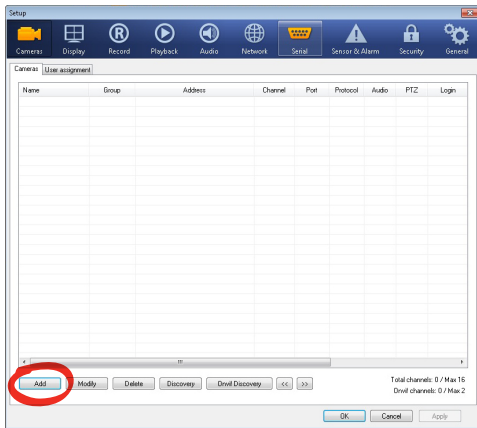 Setup
Cameras Display Record Playback Audio Network Serial Sensor & Alarm Security General
Cameras User assignment
Name Group Address Channel Port Protocol Audio PTZ Login
Add Modify Delete Discovery Onvif Discovery << >>
Total channels: 0 / Max 16
Onvif channels: 0 / Max 2
OK Cancel Apply